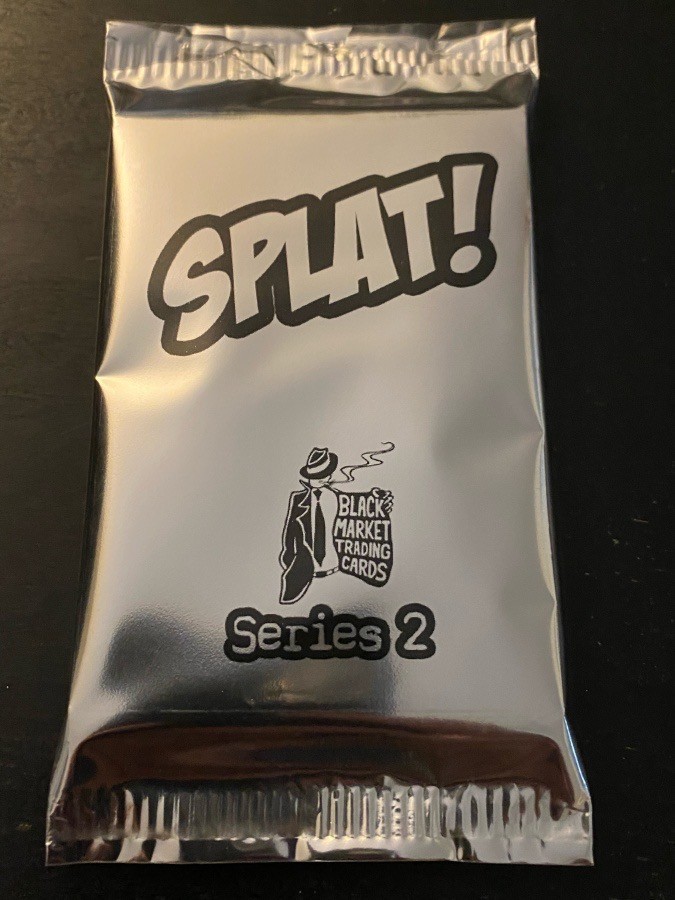 SPLAT!
BLACK
MARKET
TRADING
CARDS
Series 2